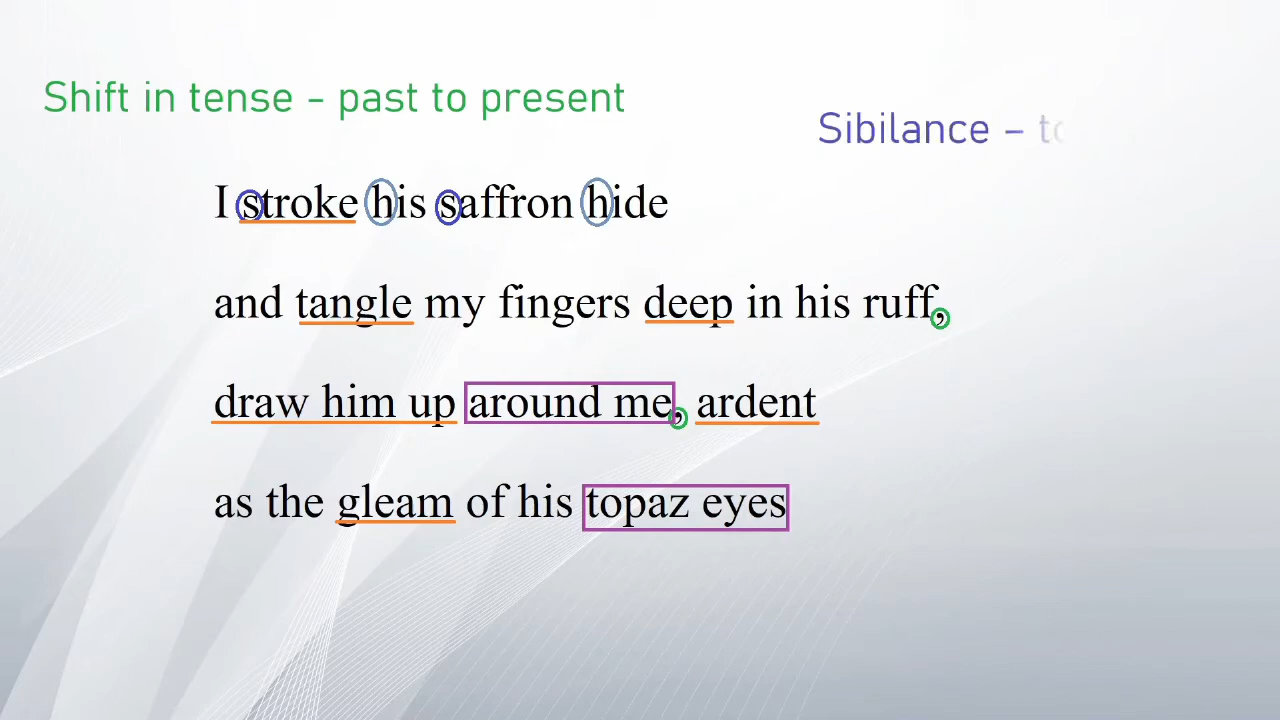 Shift in tense - past to present
Sibilance –
I stroke his saffron hide
and tangle my fingers deep in his ruff,
draw him up around me, ardent
as the gleam of his topaz eyes